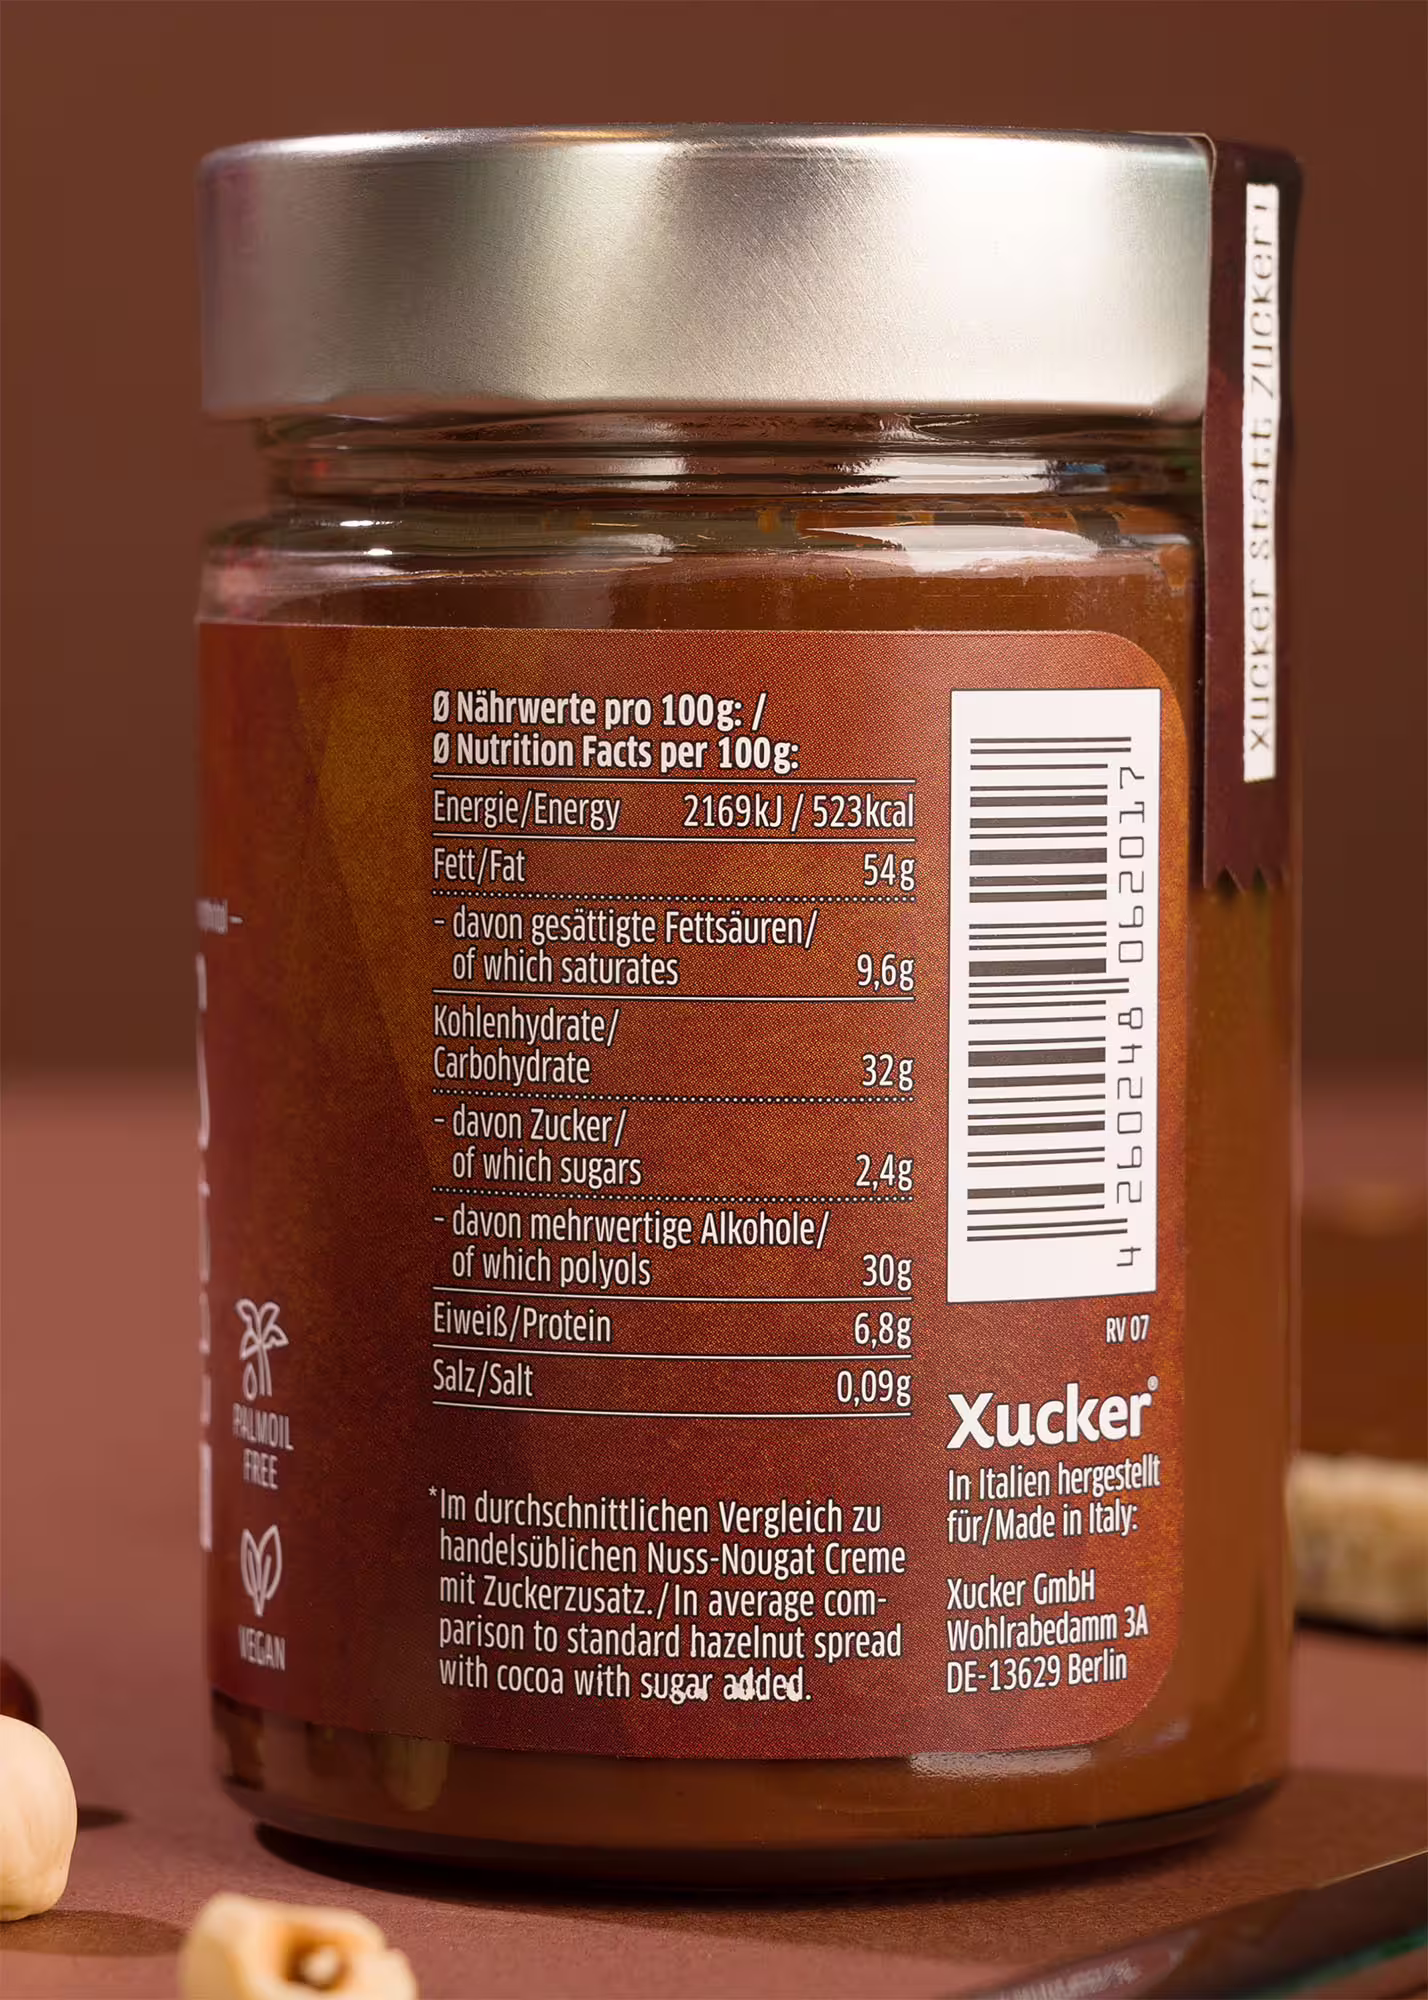 Ø Nährwerte pro 100g: /
Ø Nutrition Facts per 100g:
Energie/Energy 2169kJ / 523kcal
Fett/Fat 54g
- davon gesättigte Fettsäuren/
of which saturates 9,6g
Kohlenhydrate/
Carbohydrate 32g
- davon Zucker/
of which sugars 2,4g
- davon mehrwertige Alkohole/
of which polyols 30g
Eiweiß/Protein 6,8g
Salz/Salt 0,09g
*Im durchschnittlichen Vergleich zu
handelsüblichen Nuss-Nougat Creme
mit Zuckerzusatz./In average com-
parison to standard hazelnut spread
with cocoa with sugar added.
PALMOIL
FREE
VEGAN
4 260248 092017
RV 07
Xucker®
In Italien hergestellt
für/Made in Italy:
Xucker GmbH
Wohlrabedamm 3A
DE-13629 Berlin
xucker statt zucker!